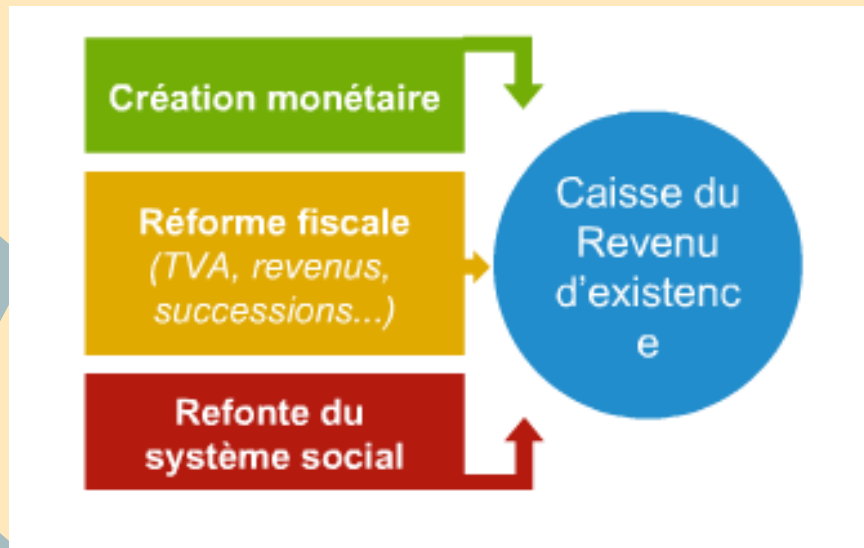 Création monétaire
Réforme fiscale
(TVA, revenus,
successions...)
Refonte du
système social
Caisse du
Revenu
d'existenc
e